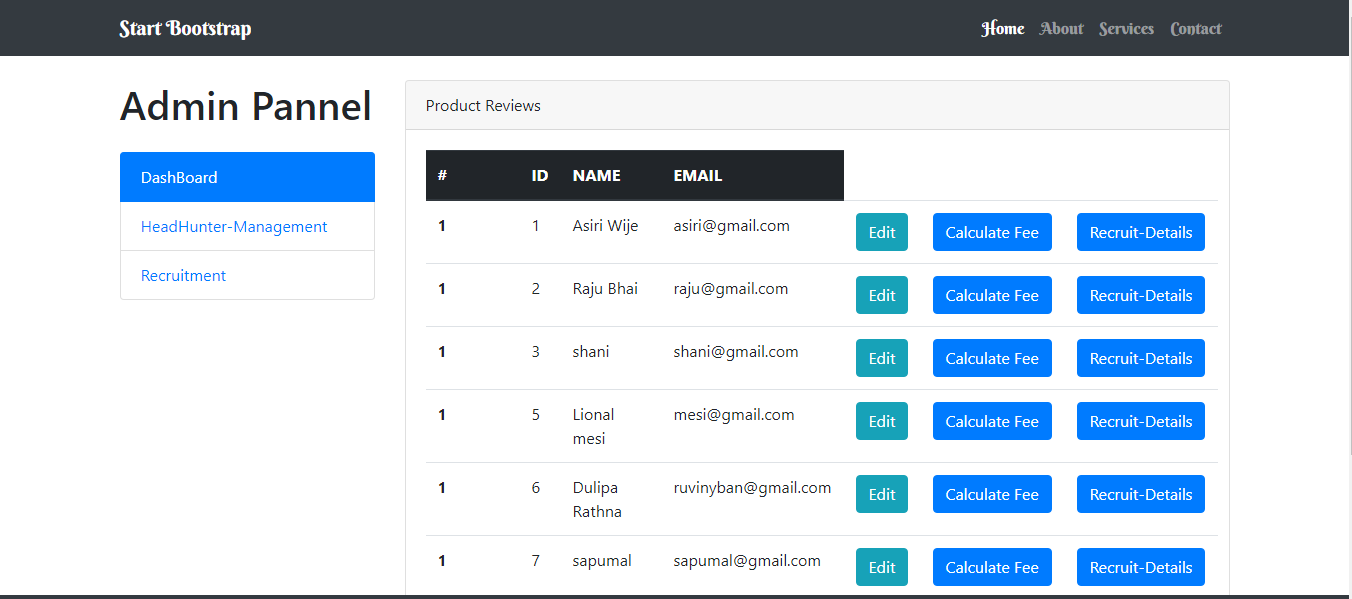 Start Bootstrap
Home About Services Contact
Admin Pannel
DashBoard
HeadHunter-Management
Recruitment
Product Reviews
# ID NAME EMAIL
1 1 Asiri Wije asiri@gmail.com Edit Calculate Fee Recruit-Details
1 2 Raju Bhai raju@gmail.com Edit Calculate Fee Recruit-Details
1 3 shani shani@gmail.com Edit Calculate Fee Recruit-Details
1 5 Lional mesi@gmail.com Edit Calculate Fee Recruit-Details
mesi
1 6 Dulipa ruvinyban@gmail.com Edit Calculate Fee Recruit-Details
Rathna
1 7 sapumal sapumal@gmail.com Edit Calculate Fee Recruit-Details